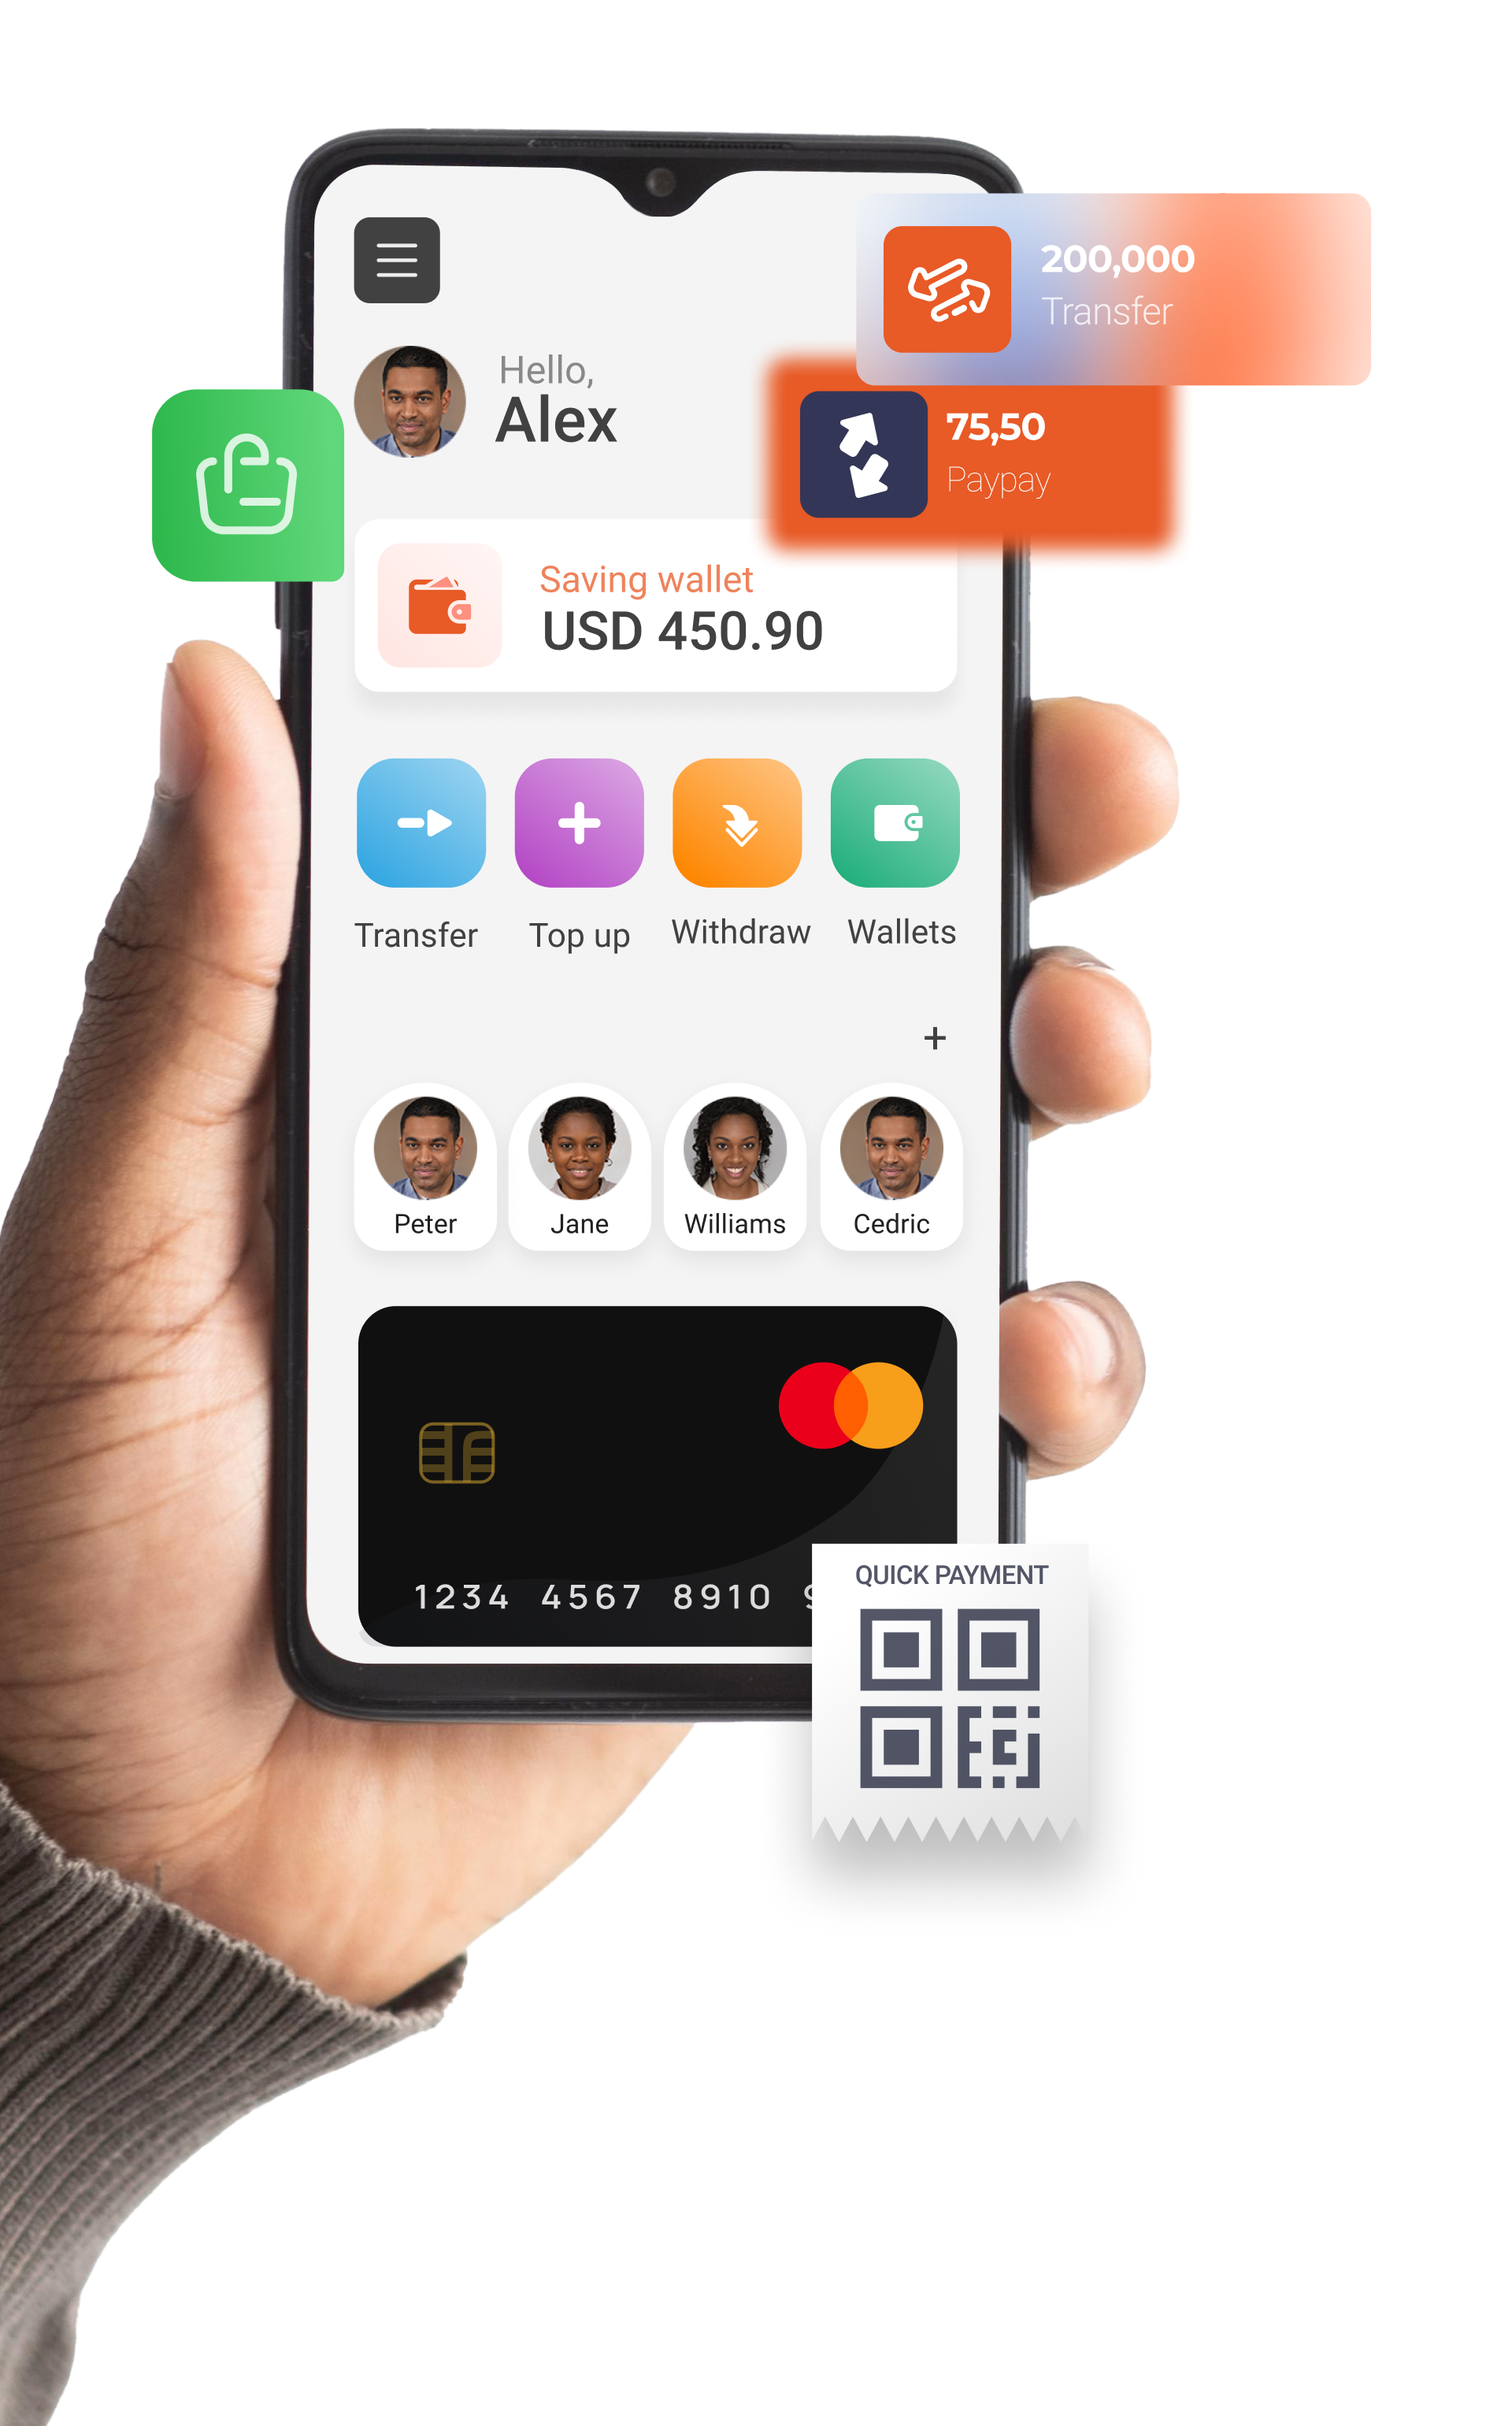 200,000
Transfer
Hello,
Alex
75,50
Paypay
Saving wallet
USD 450.90
Transfer
Top up
Withdraw
Wallets
+
Peter
Jane
Williams
Cedric
1234 4567 8910
QUICK PAYMENT